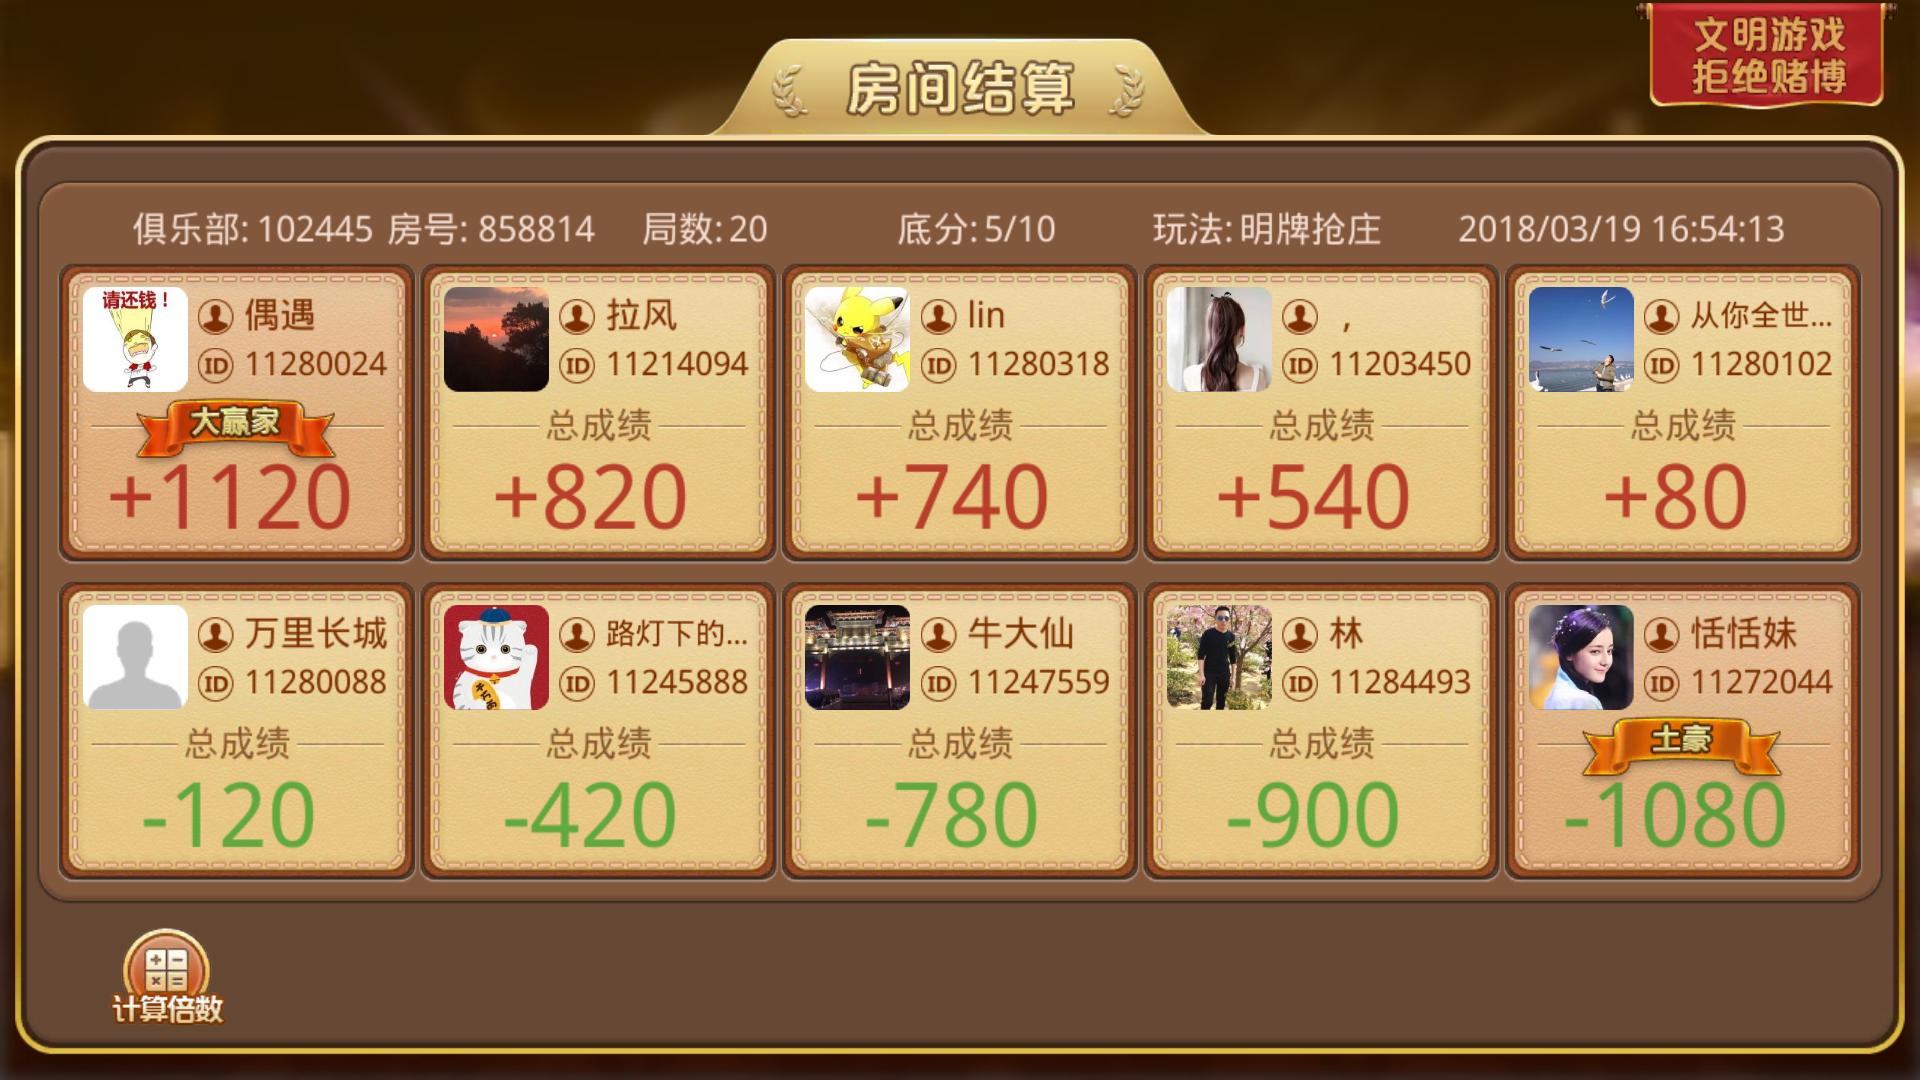 文明游戏
拒绝赌博
房间结算
俱乐部: 102445 房号: 858814 局数: 20 底分: 5/10 玩法: 明牌抢庄 2018/03/19 16:54:13
请还钱！
偶遇
ID 11280024
大赢家
+1120
拉风
ID 11214094
总成绩
+820
lin
ID 11280318
总成绩
+740
,
ID 11203450
总成绩
+540
从你全世...
ID 11280102
总成绩
+80
万里长城
ID 11280088
总成绩
-120
路灯下的...
ID 11245888
总成绩
-420
牛大仙
ID 11247559
总成绩
-780
林
ID 11284493
总成绩
-900
恬恬妹
ID 11272044
土豪
-1080
计算倍数